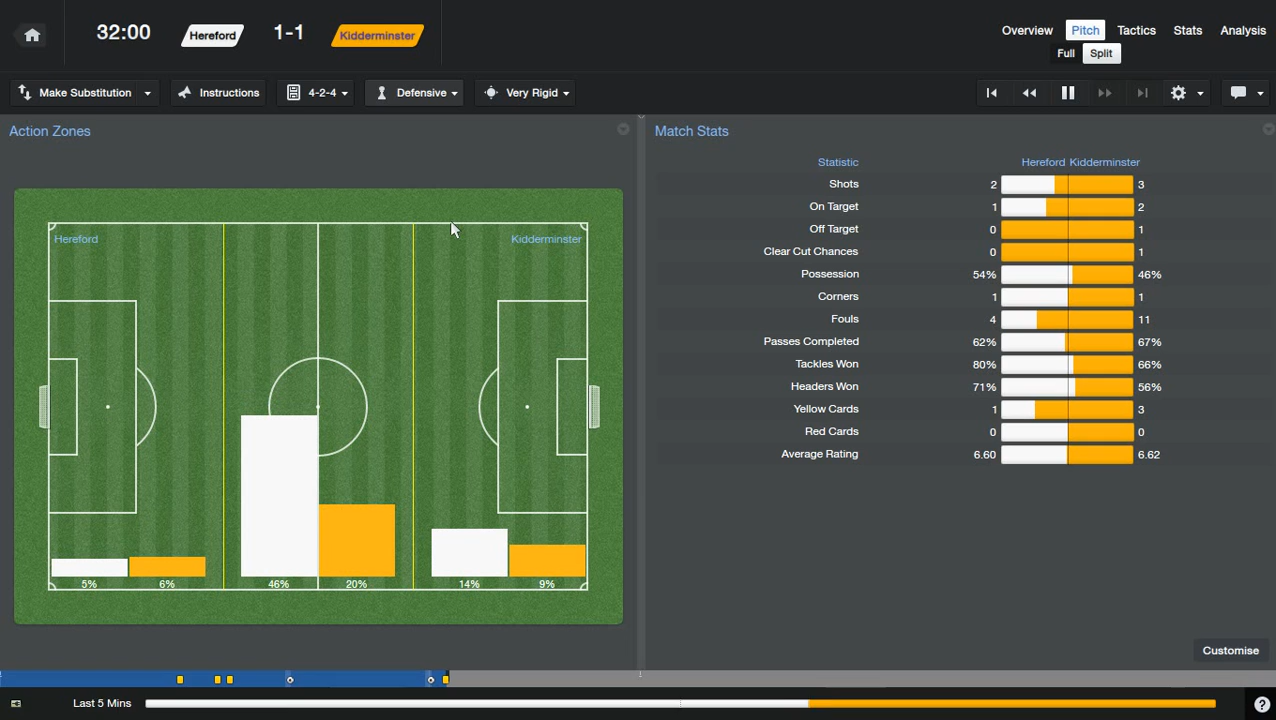 32:00 Hereford 1-1 Kidderminster
Overview Pitch Tactics Stats Analysis
Full Split
Make Substitution Instructions 4-2-4 Defensive Very Rigid
Action Zones
Hereford Kidderminster
5% 6% 46% 20% 14% 9%
Match Stats
Statistic Hereford Kidderminster
Shots 2 3
On Target 1 2
Off Target 0 1
Clear Cut Chances 0 1
Possession 54% 46%
Corners 1 1
Fouls 4 11
Passes Completed 62% 67%
Tackles Won 80% 66%
Headers Won 71% 56%
Yellow Cards 1 3
Red Cards 0 0
Average Rating 6.60 6.62
Customise
Last 5 Mins ?